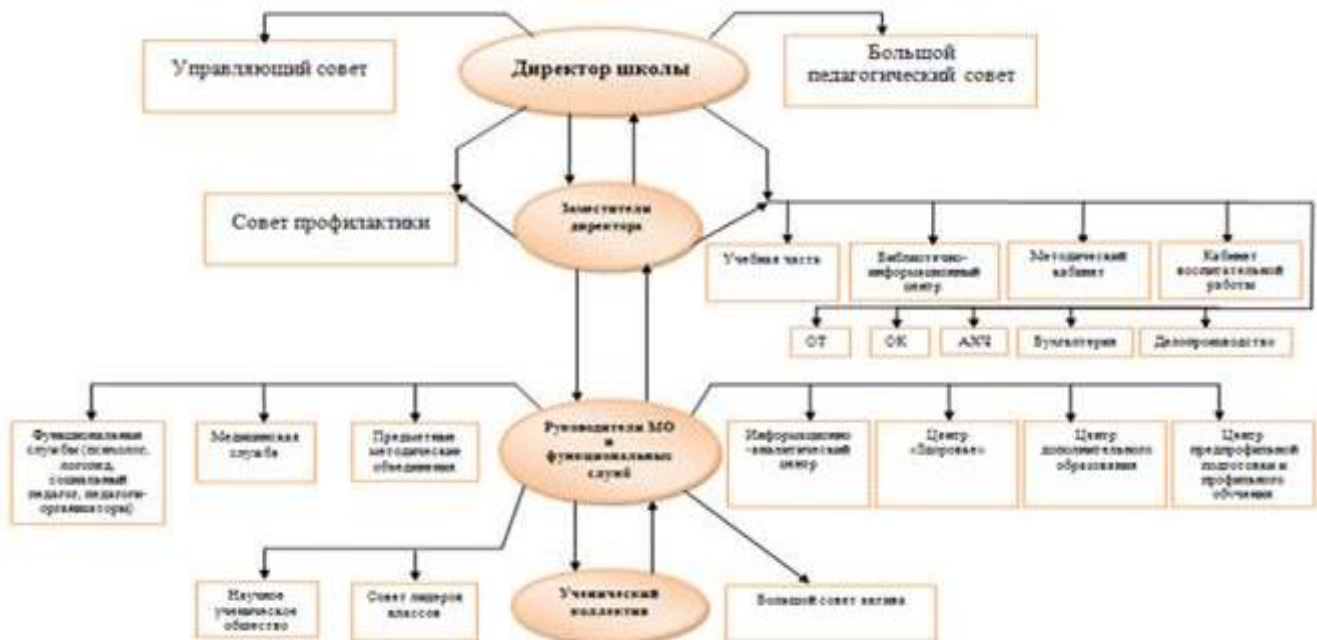 Управляющий совет
Директор школы
Большой
педагогический совет
Совет профилактики
Заместители
директора
Учебная часть
Библиотечно-
информационный
центр
Методический
кабинет
Кабинет
воспитательной
работы
ОТ
ОК
АХЧ
Бухгалтерия
Делопроизводство
Функциональные
службы (психолог,
логопед,
социальный
педагог, педагоги-
организаторы)
Медицинская
служба
Предметные
методические
объединения
Руководители МО
и
функциональных
служб
Информационно
-аналитический
центр
Центр
«Здоровье»
Центр
дополнительного
образования
Центр
предпрофильной
подготовки и
профильного
обучения
Научное
ученическое
общество
Совет лидеров
классов
Ученический
коллектив
Большой совет актива